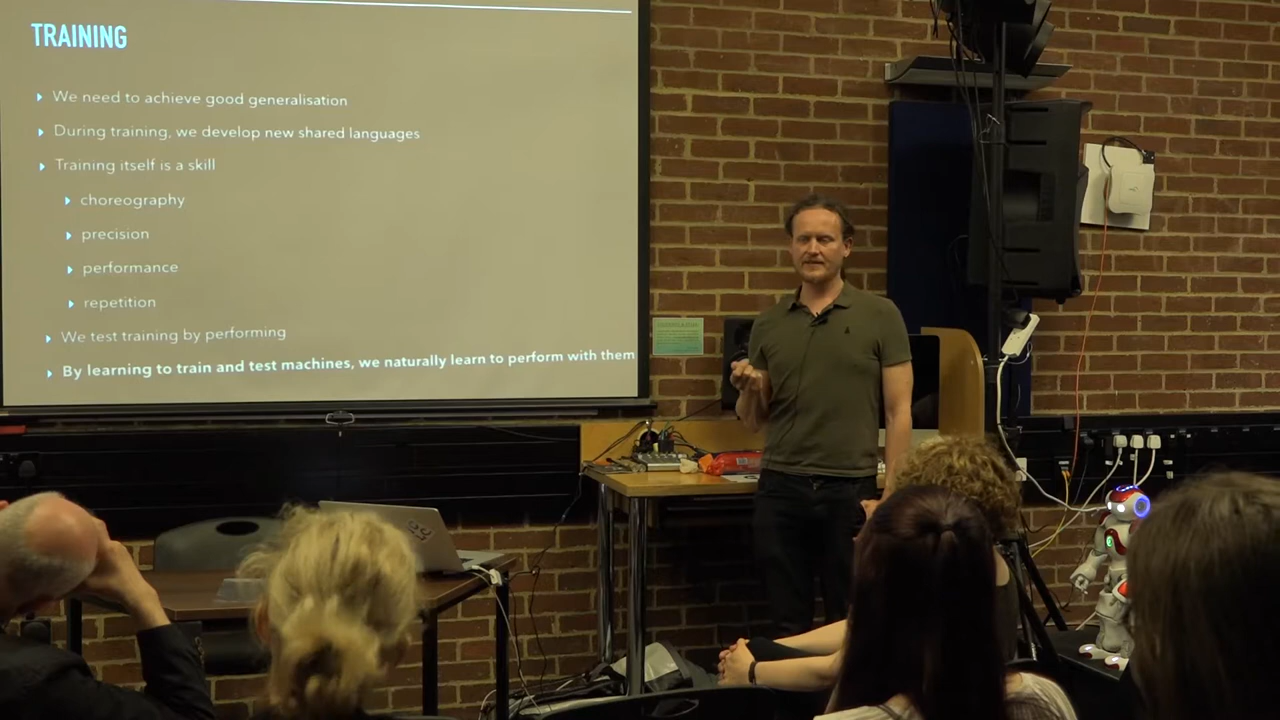 TRAINING
We need to achieve good generalisation
During training, we develop new shared languages
Training itself is a skill
choreography
precision
performance
repetition
We test training by performing
By learning to train and test machines, we naturally learn to perform with them